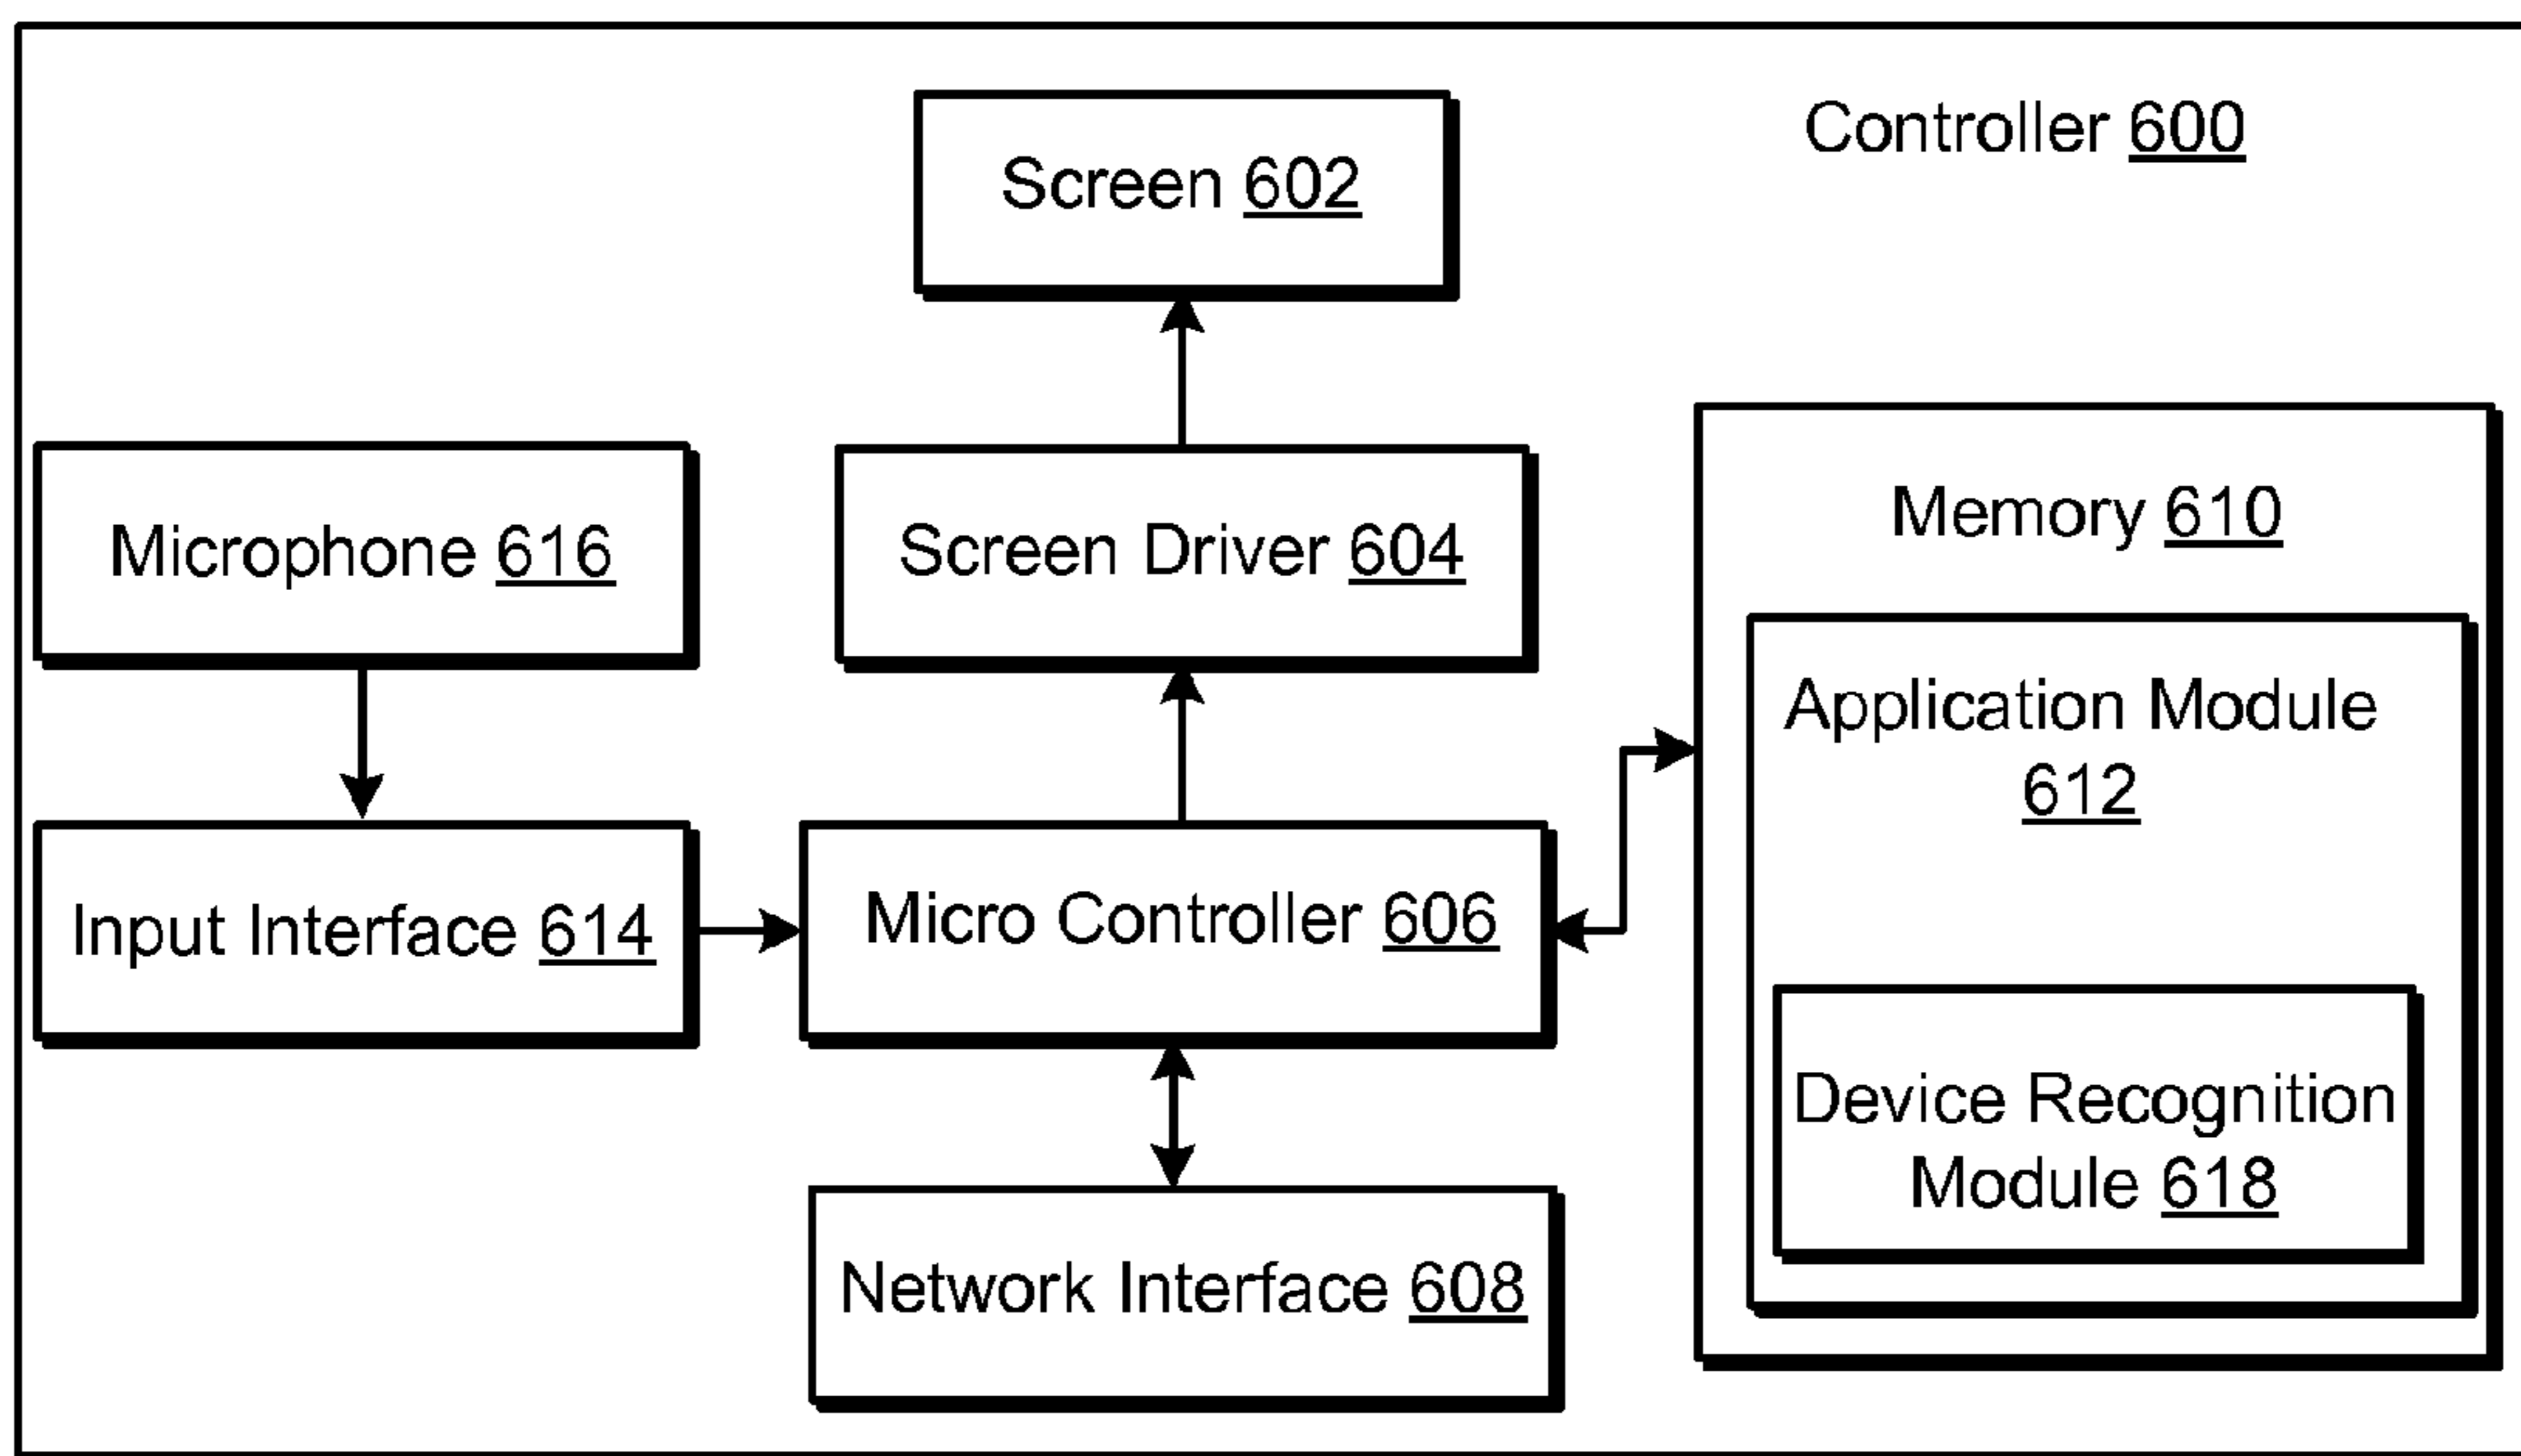 Controller 600
Screen 602
Microphone 616
Screen Driver 604
Memory 610
Application Module
612
Input Interface 614
Micro Controller 606
Device Recognition
Module 618
Network Interface 608